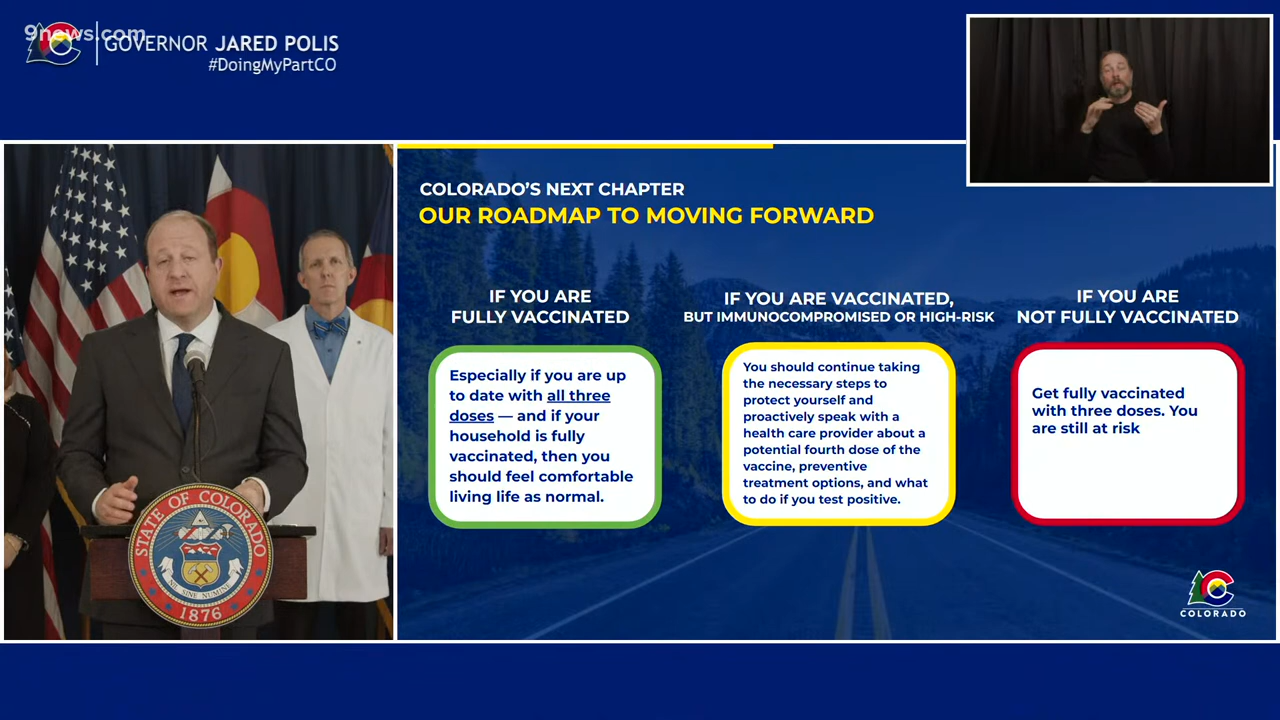 9news.com
GOVERNOR JARED POLIS
#DoingMyPartCO
COLORADO'S NEXT CHAPTER
OUR ROADMAP TO MOVING FORWARD
IF YOU ARE
FULLY VACCINATED
Especially if you are up
to date with all three
doses — and if your
household is fully
vaccinated, then you
should feel comfortable
living life as normal.
IF YOU ARE VACCINATED,
BUT IMMUNOCOMPROMISED OR HIGH-RISK
You should continue taking
the necessary steps to
protect yourself and
proactively speak with a
health care provider about a
potential fourth dose of the
vaccine, preventive
treatment options, and what
to do if you test positive.
IF YOU ARE
NOT FULLY VACCINATED
Get fully vaccinated
with three doses. You
are still at risk
STATE OF COLORADO
NIL SINE NUMINE
1876
COLORADO